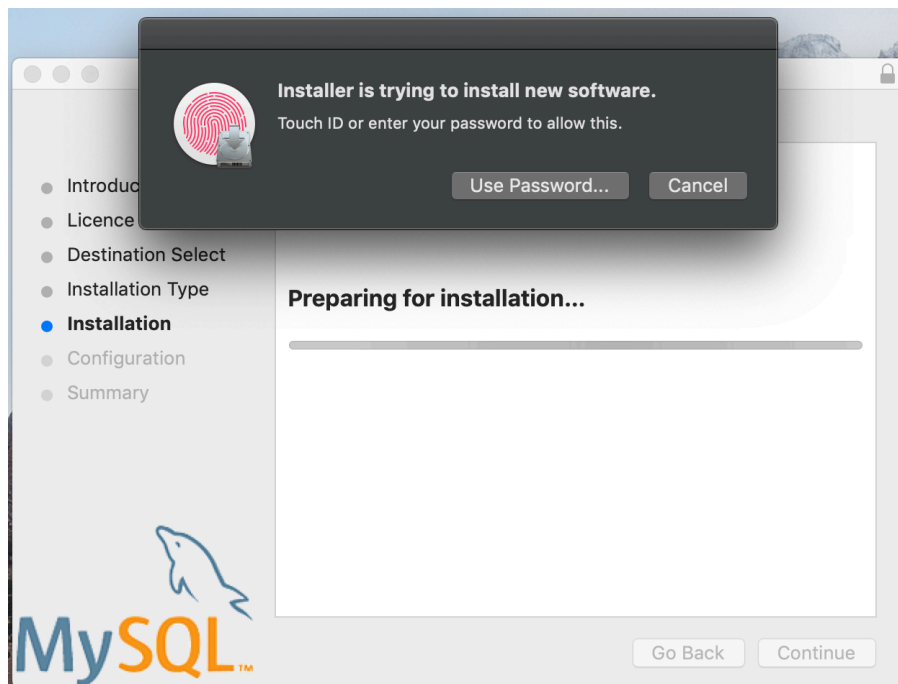 Installer is trying to install new software.
Touch ID or enter your password to allow this.
Use Password... Cancel
Introduc
Licence
Destination Select
Installation Type
Installation
Configuration
Summary
Preparing for installation...
MySQL™
Go Back Continue